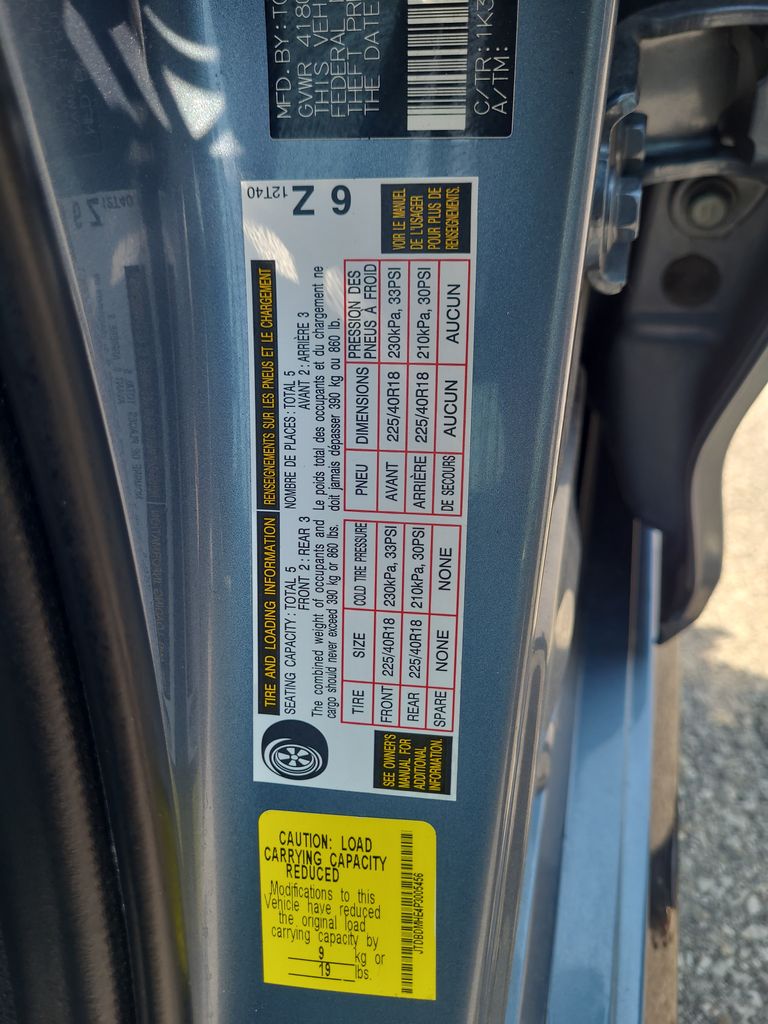 MFD. BY: TO
GVWR 4180
THIS VEH
FEDERAL
THEFT PR
THE DATE
C/TR: 1K3
A/TM:
12T40
Z 6
TIRE AND LOADING INFORMATION
SEATING CAPACITY : TOTAL 5
FRONT 2 : REAR 3
The combined weight of occupants and
cargo should never exceed 390 kg or 860 lbs.
TIRE SIZE COLD TIRE PRESSURE
FRONT 225/40R18 230kPa, 33PSI
REAR 225/40R18 210kPa, 30PSI
SPARE NONE NONE
SEE OWNER'S
MANUAL FOR
ADDITIONAL
INFORMATION.
RENSEIGNEMENTS SUR LES PNEUS ET LE CHARGEMENT
NOMBRE DE PLACES : TOTAL 5
AVANT 2 : ARRIÈRE 3
Le poids total des occupants et du chargement ne
doit jamais dépasser 390 kg ou 860 lb.
PNEU DIMENSIONS PRESSION DES
PNEUS À FROID
AVANT 225/40R18 230kPa, 33PSI
ARRIÈRE 225/40R18 210kPa, 30PSI
DE SECOURS AUCUN AUCUN
VOIR LE MANUEL
DE L'USAGER
POUR PLUS DE
RENSEIGNEMENTS.
CAUTION: LOAD
CARRYING CAPACITY
REDUCED
Modifications to this
Vehicle have reduced
the original load
carrying capacity by
9 kg or
19 lbs.
JTDBDMHE4P3005456